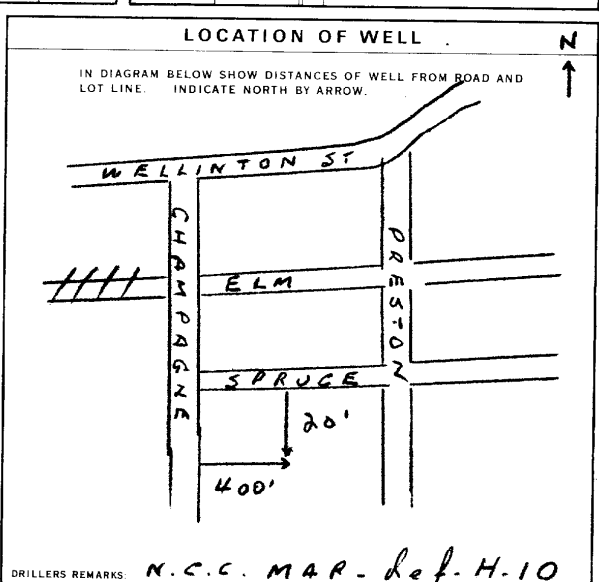 LOCATION OF WELL
N
IN DIAGRAM BELOW SHOW DISTANCES OF WELL FROM ROAD AND
LOT LINE. INDICATE NORTH BY ARROW.
WELLINTON ST
CHAMPAGNE
PRESTON
ELM
SPRUCE
20'
400'
DRILLERS REMARKS: N.C.C. MAP - Ref- H-10